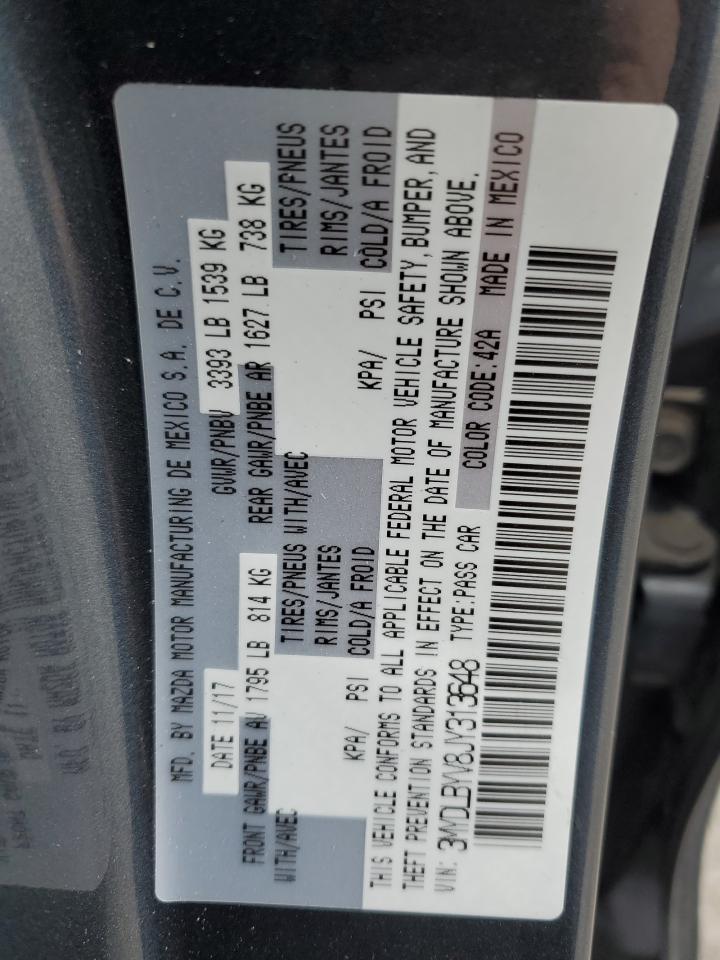 MFD. BY MAZDA MOTOR MANUFACTURING DE MEXICO S.A. DE C.V.
DATE 11/17 GVWR/PNBV 3393 LB 1539 KG
FRONT GAWR/PNBE AV 1795 LB 814 KG REAR GAWR/PNBE AR 1627 LB 738 KG
WITH/AVEC TIRES/PNEUS WITH/AVEC TIRES/PNEUS
RIMS/JANTES RIMS/JANTES
KPA/ PSI COLD/A FROID KPA/ PSI COLD/A FROID
THIS VEHICLE CONFORMS TO ALL APPLICABLE FEDERAL MOTOR VEHICLE SAFETY, BUMPER, AND
THEFT PREVENTION STANDARDS IN EFFECT ON THE DATE OF MANUFACTURE SHOWN ABOVE.
VIN: 3MYDLBYV8JY313648 TYPE:PASS CAR COLOR CODE:42A MADE IN MEXICO